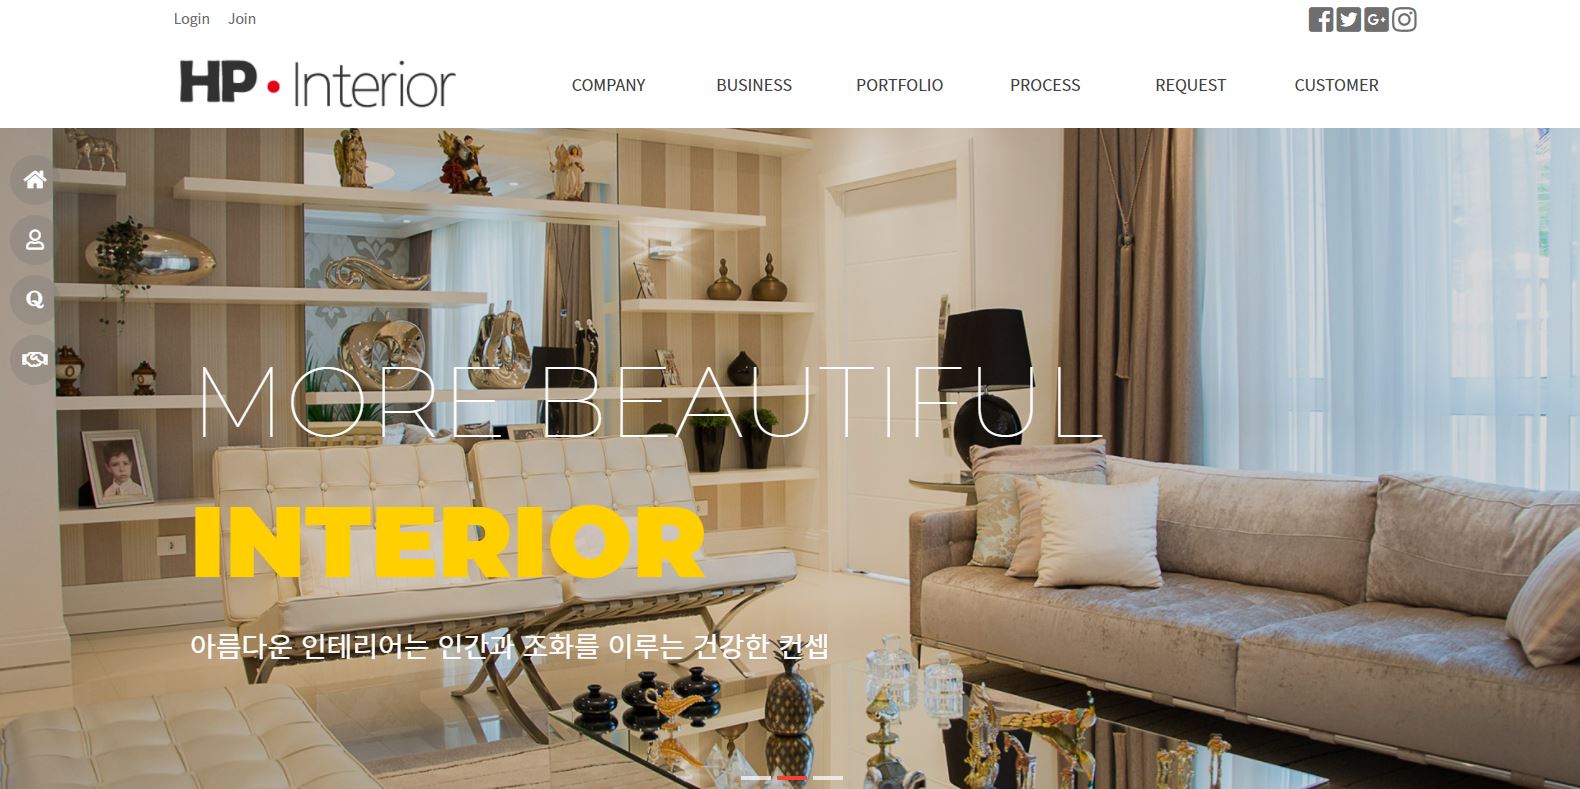 Login Join
HP • Interior
COMPANY BUSINESS PORTFOLIO PROCESS REQUEST CUSTOMER
Q
MORE BEAUTIFUL
INTERIOR
아름다운 인테리어는 인간과 조화를 이루는 건강한 컨셉